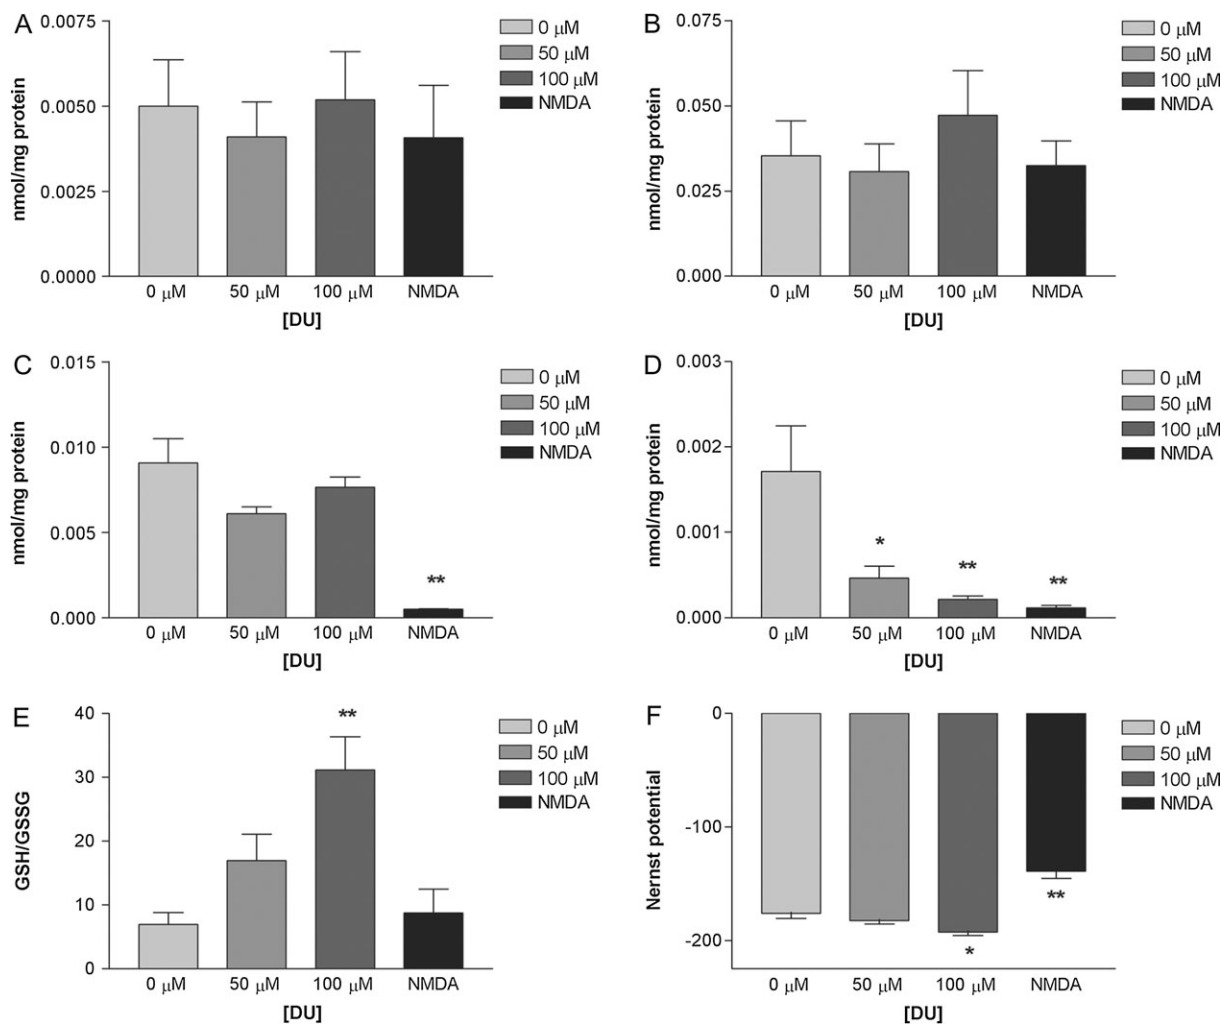 A
0.0075
0.0050
0.0025
0.0000
nmol/mg protein
0 μM
50 μM
100 μM
NMDA
[DU]
0 μM
50 μM
100 μM
NMDA
B
0.075
0.050
0.025
0.000
nmol/mg protein
0 μM
50 μM
100 μM
NMDA
[DU]
0 μM
50 μM
100 μM
NMDA
C
0.015
0.010
0.005
0.000
nmol/mg protein
**
0 μM
50 μM
100 μM
NMDA
[DU]
0 μM
50 μM
100 μM
NMDA
D
0.003
0.002
0.001
0.000
nmol/mg protein
*
**
**
0 μM
50 μM
100 μM
NMDA
[DU]
0 μM
50 μM
100 μM
NMDA
E
40
30
20
10
0
GSH/GSSG
**
0 μM
50 μM
100 μM
NMDA
[DU]
0 μM
50 μM
100 μM
NMDA
F
0
-100
-200
Nernst potential
*
**
0 μM
50 μM
100 μM
NMDA
[DU]
0 μM
50 μM
100 μM
NMDA